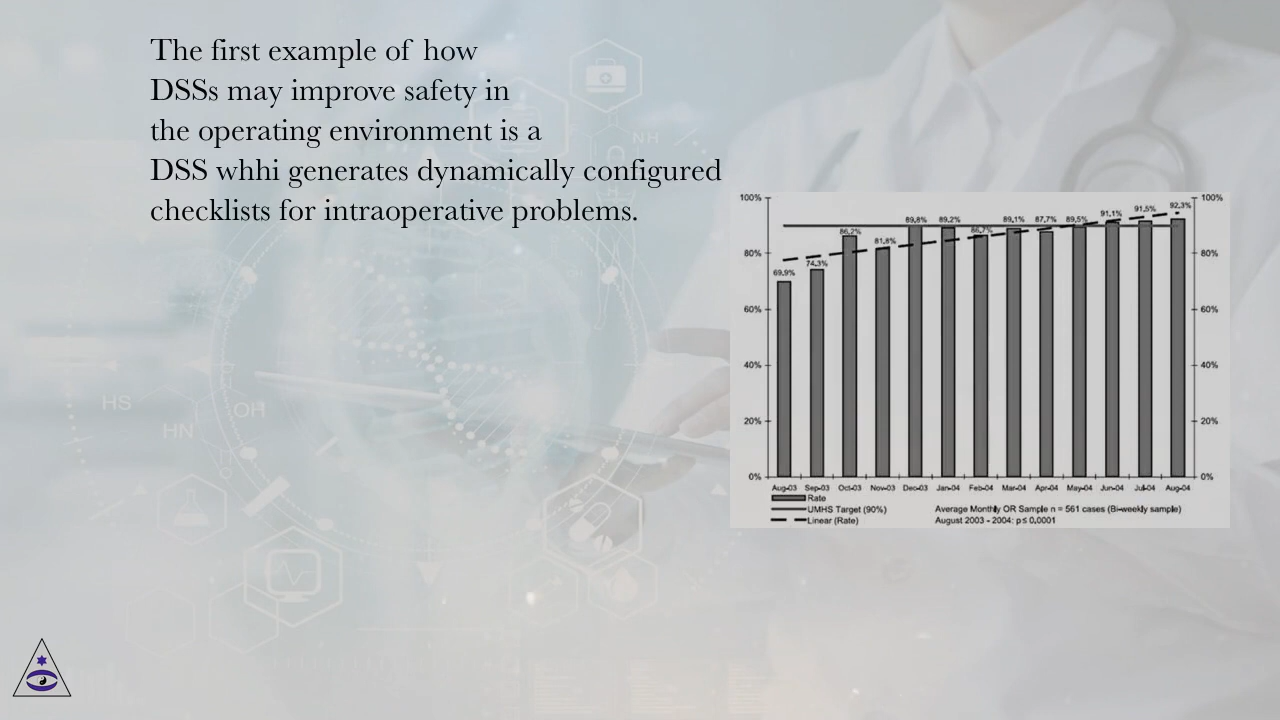 The first example of how
DSSs may improve safety in
the operating environment is a
DSS whhi generates dynamically configured
checklists for intraoperative problems.
100% 100%
80% 80%
60% 60%
40% 40%
20% 20%
0% 0%
69.9% 74.3% 86.2% 81.8% 89.8% 89.2% 86.7% 89.1% 87.7% 89.5% 91.1% 91.5% 92.3%
Aug-03 Sep-03 Oct-03 Nov-03 Dec-03 Jan-04 Feb-04 Mar-04 Apr-04 May-04 Jun-04 Jul-04 Aug-04
Rate
UMHS Target (90%) Average Monthly OR Sample n = 561 cases (Bi-weekly sample)
Linear (Rate) August 2003 - 2004: p≤ 0.0001
NH
HS
OH
HN